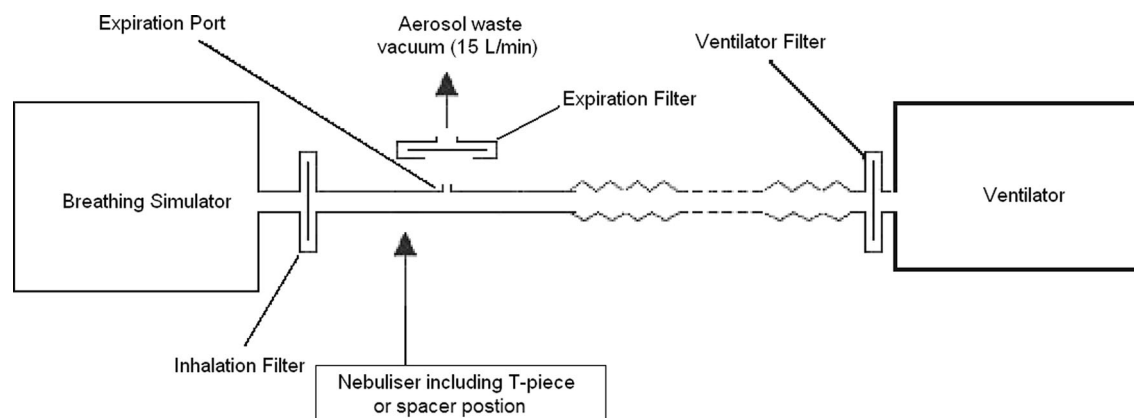 Expiration Port
Aerosol waste
vacuum (15 L/min)
Ventilator Filter
Expiration Filter
Breathing Simulator
Ventilator
Inhalation Filter
Nebuliser including T-piece
or spacer postion